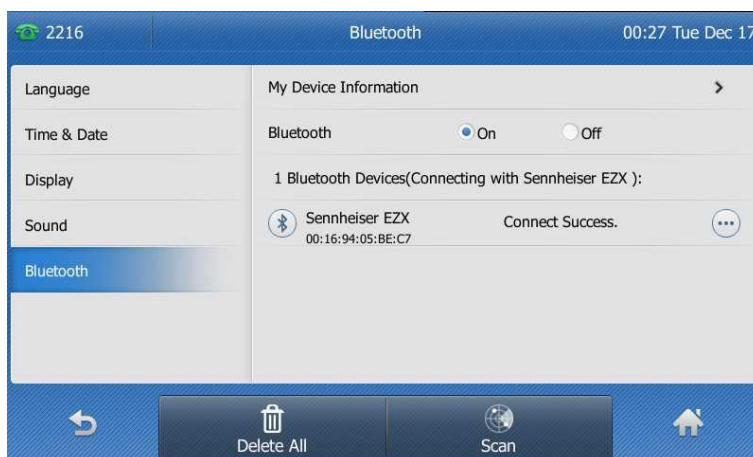 2216 Bluetooth 00:27 Tue Dec 17
Language
Time & Date
Display
Sound
Bluetooth
My Device Information
Bluetooth On Off
1 Bluetooth Devices(Connecting with Sennheiser EZX ):
Sennheiser EZX Connect Success.
00:16:94:05:BE:C7
Delete All Scan